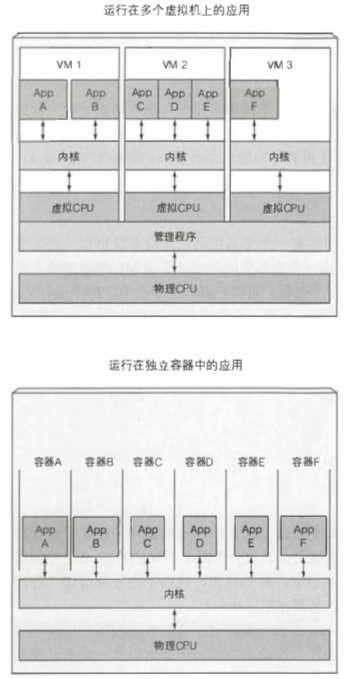 运行在多个虚拟机上的应用
VM 1 VM 2 VM 3
App A App B App C App D App E App F
内核 内核 内核
虚拟CPU 虚拟CPU 虚拟CPU
管理程序
物理CPU
运行在独立容器中的应用
容器A 容器B 容器C 容器D 容器E 容器F
App A App B App C App D App E App F
内核
物理CPU